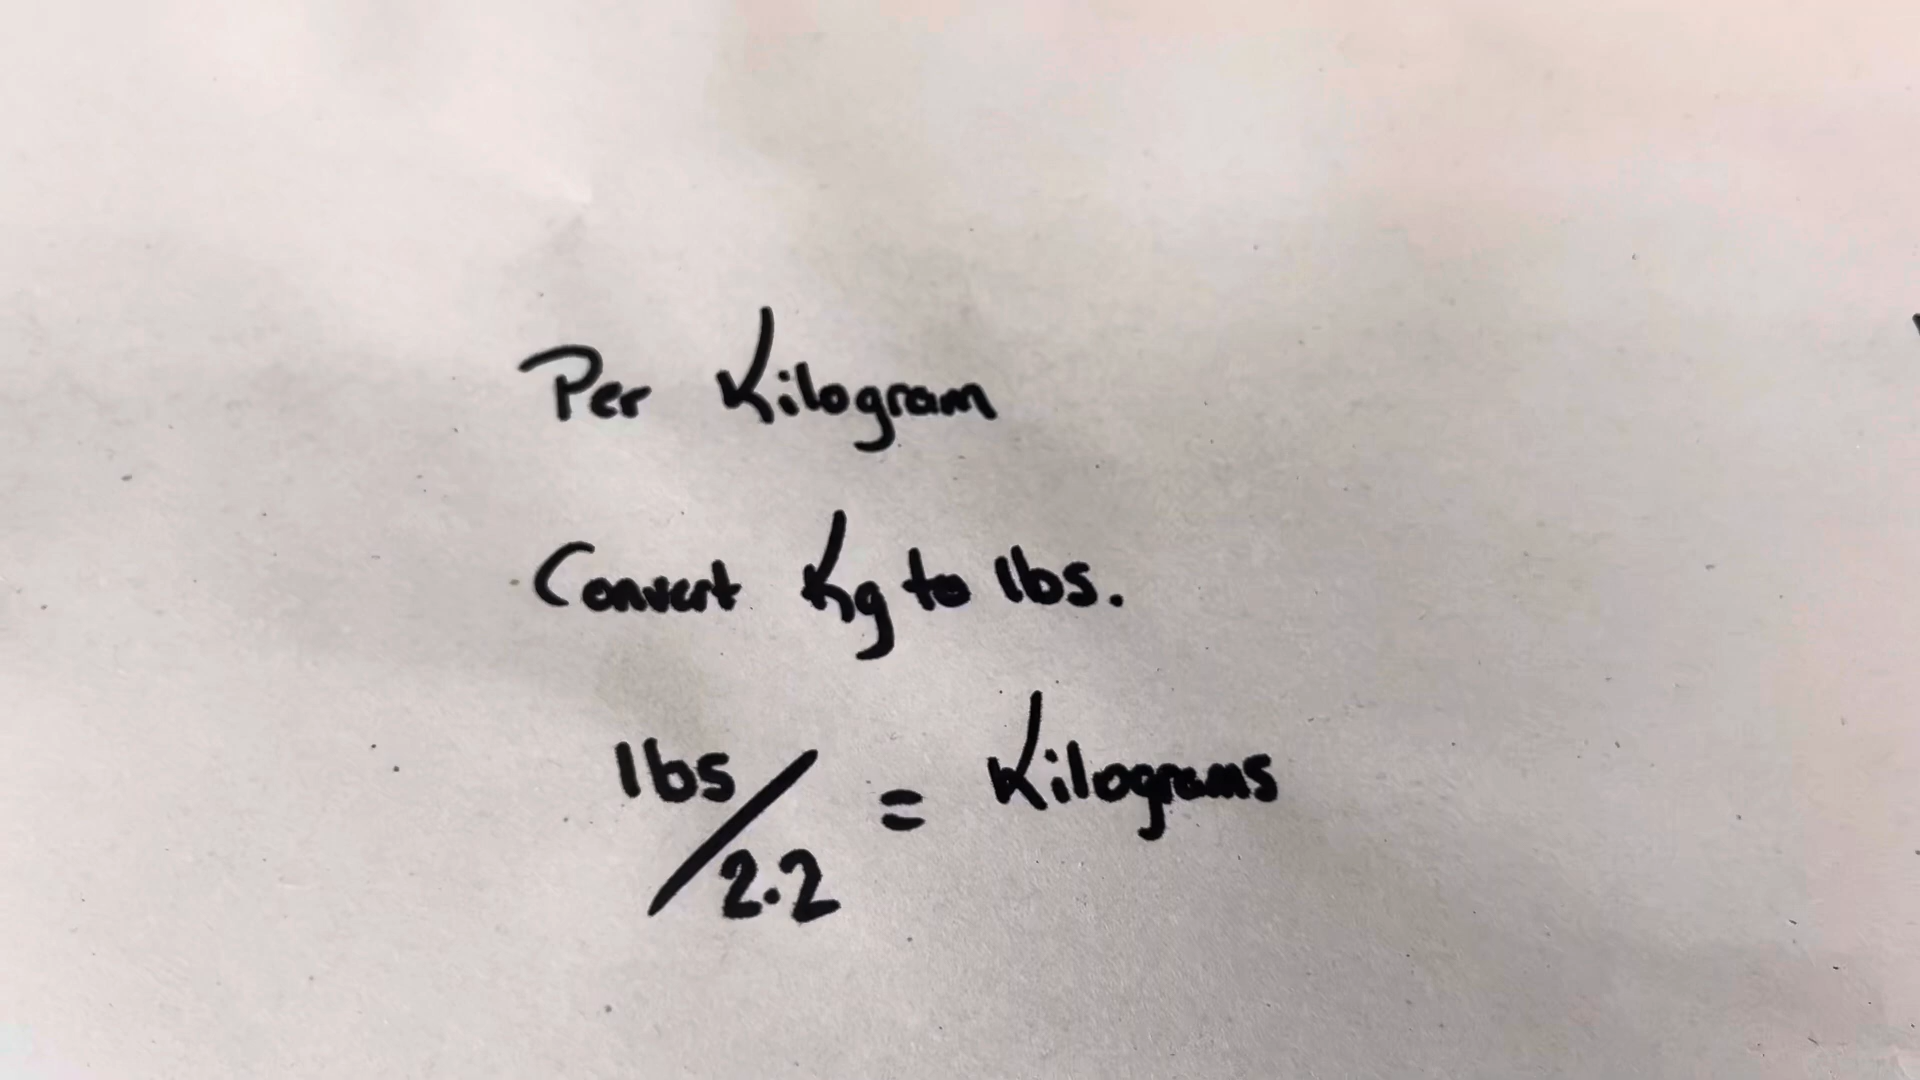 Per Kilogram
Convert Kg to lbs.
lbs/2.2 = Kilograms